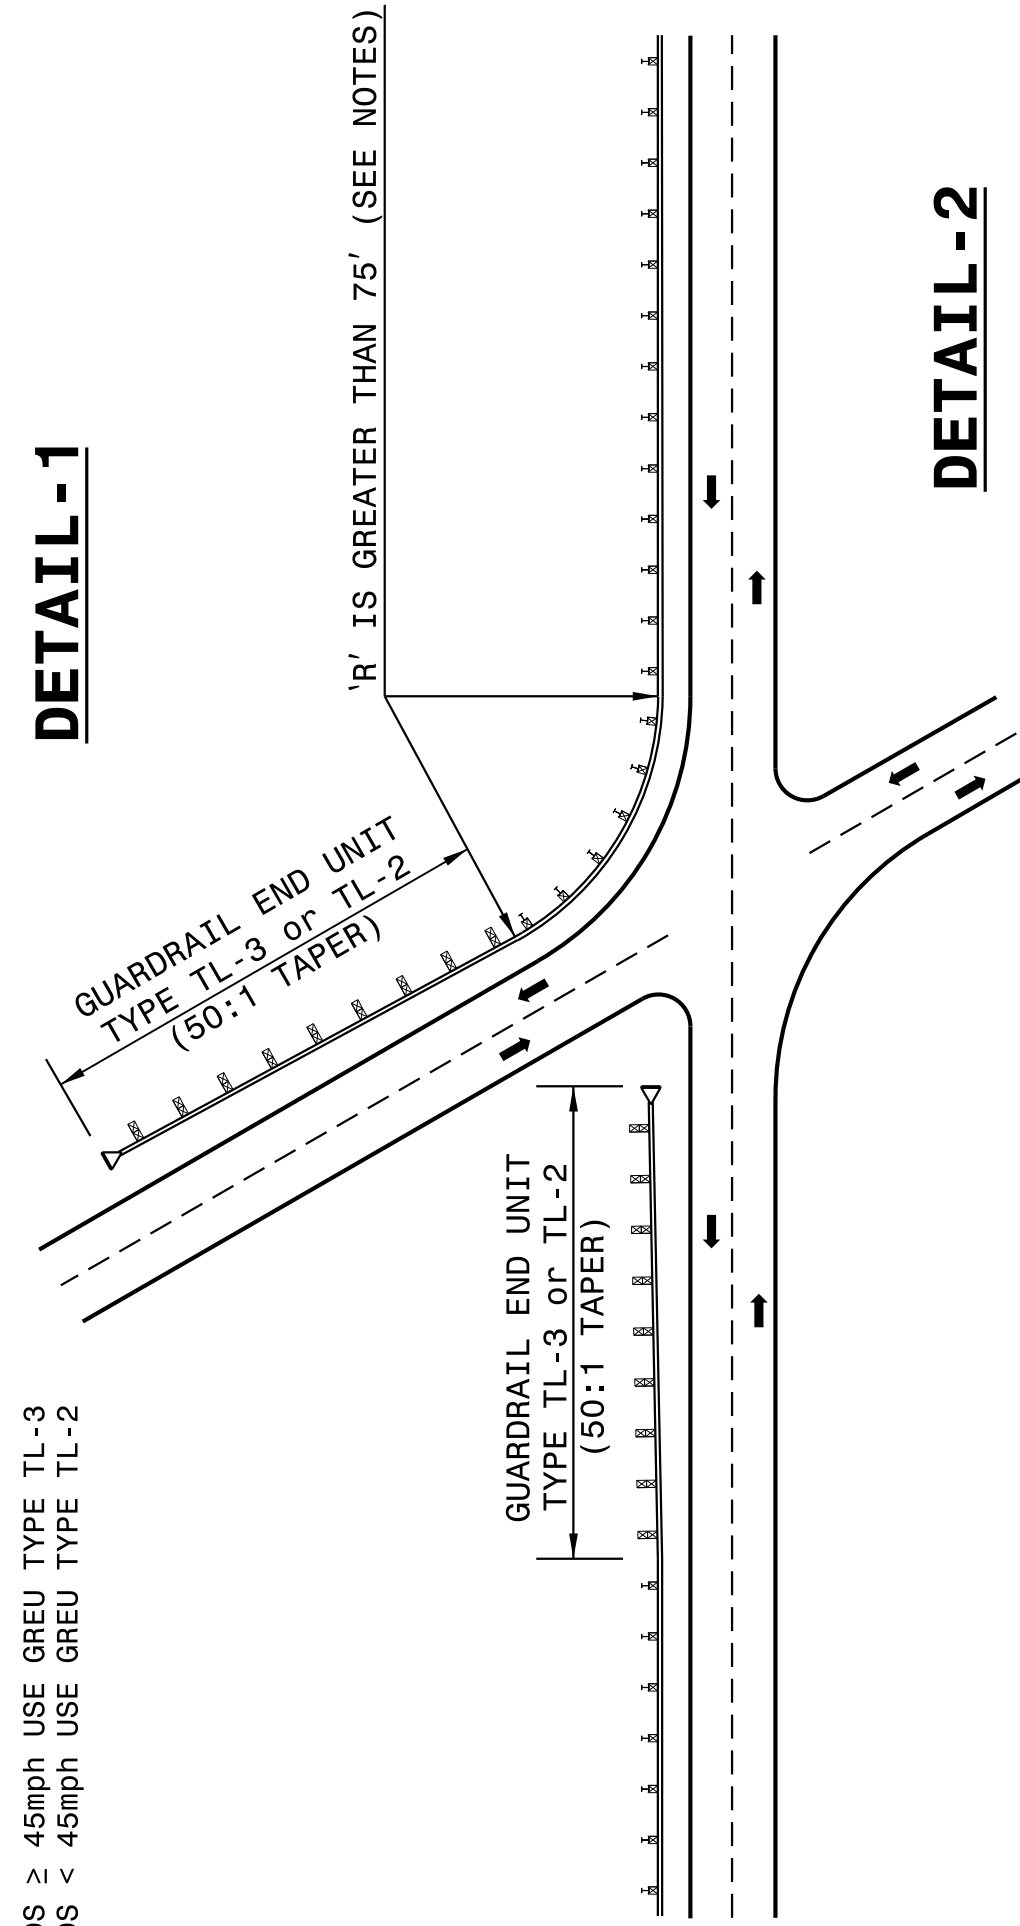 DETAIL-1
'R' IS GREATER THAN 75' (SEE NOTES)
DETAIL-2
GUARDRAIL END UNIT
TYPE TL-3 or TL-2
(50:1 TAPER)
GUARDRAIL END UNIT
TYPE TL-3 or TL-2
(50:1 TAPER)
≥ 45mph USE GREU TYPE TL-3
< 45mph USE GREU TYPE TL-2